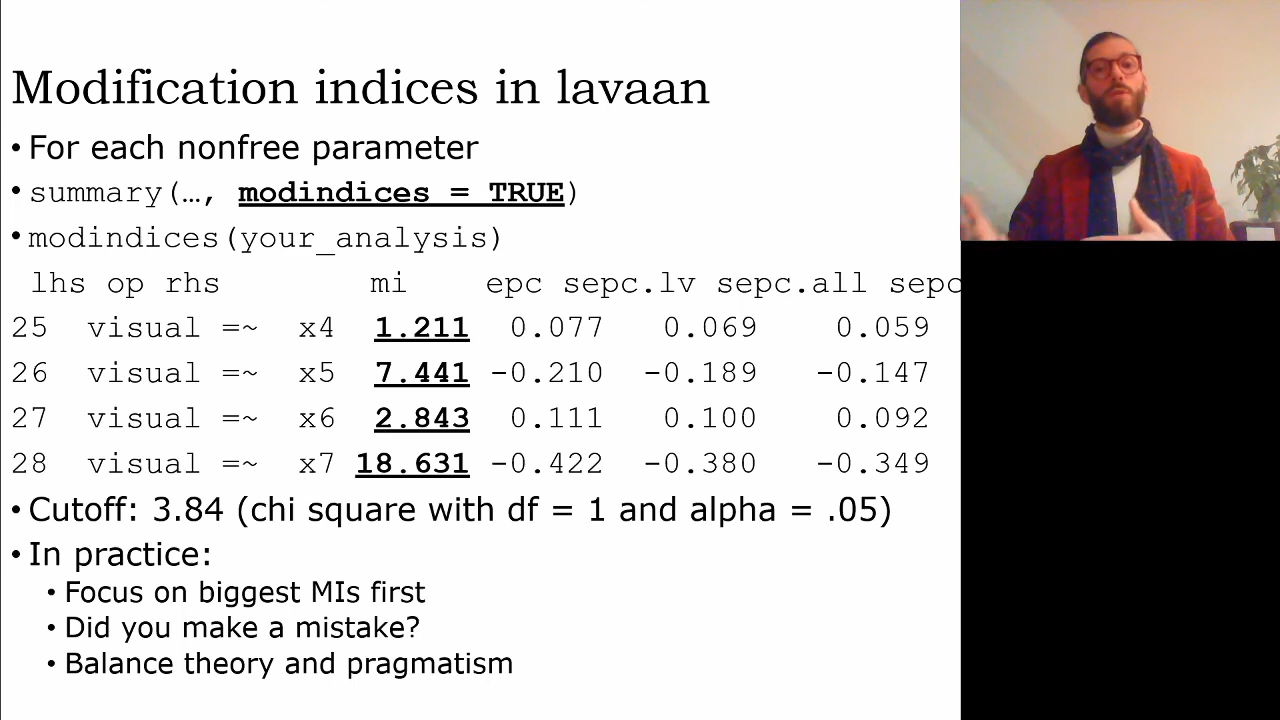 Modification indices in lavaan
• For each nonfree parameter
• summary(…, modindices = TRUE)
• modindices(your_analysis)
lhs op rhs mi epc sepc.lv sepc.all sepc
25 visual =~ x4 1.211 0.077 0.069 0.059
26 visual =~ x5 7.441 -0.210 -0.189 -0.147
27 visual =~ x6 2.843 0.111 0.100 0.092
28 visual =~ x7 18.631 -0.422 -0.380 -0.349
• Cutoff: 3.84 (chi square with df = 1 and alpha = .05)
• In practice:
• Focus on biggest MIs first
• Did you make a mistake?
• Balance theory and pragmatism